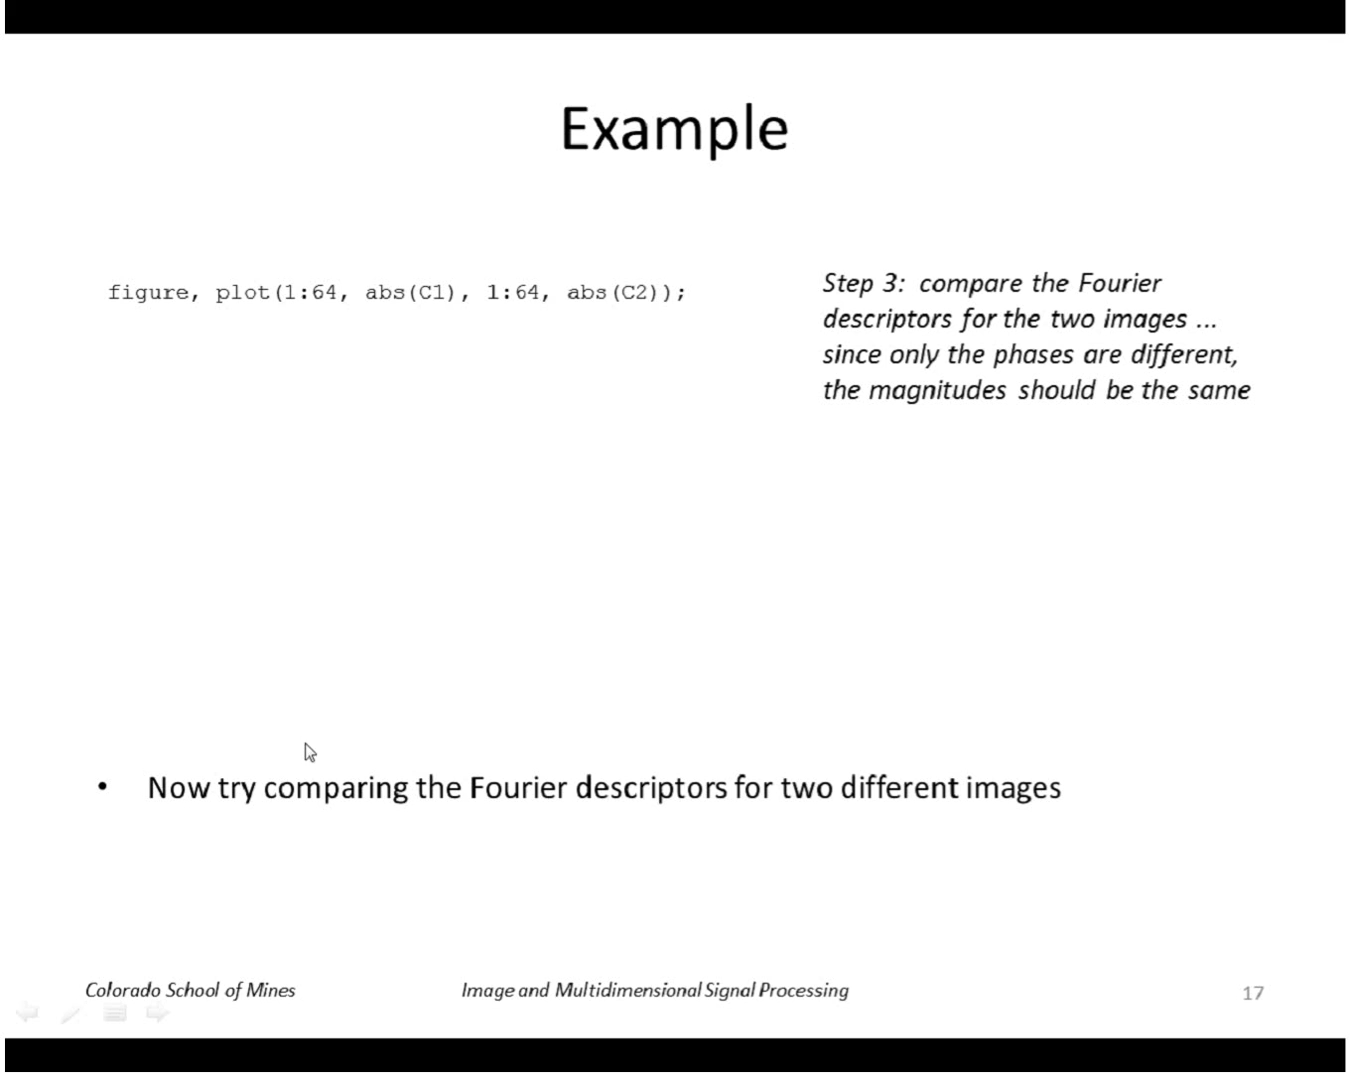 Example
figure, plot(1:64, abs(C1), 1:64, abs(C2));
Step 3: compare the Fourier
descriptors for the two images ...
since only the phases are different,
the magnitudes should be the same
• Now try comparing the Fourier descriptors for two different images
Colorado School of Mines
Image and Multidimensional Signal Processing
17